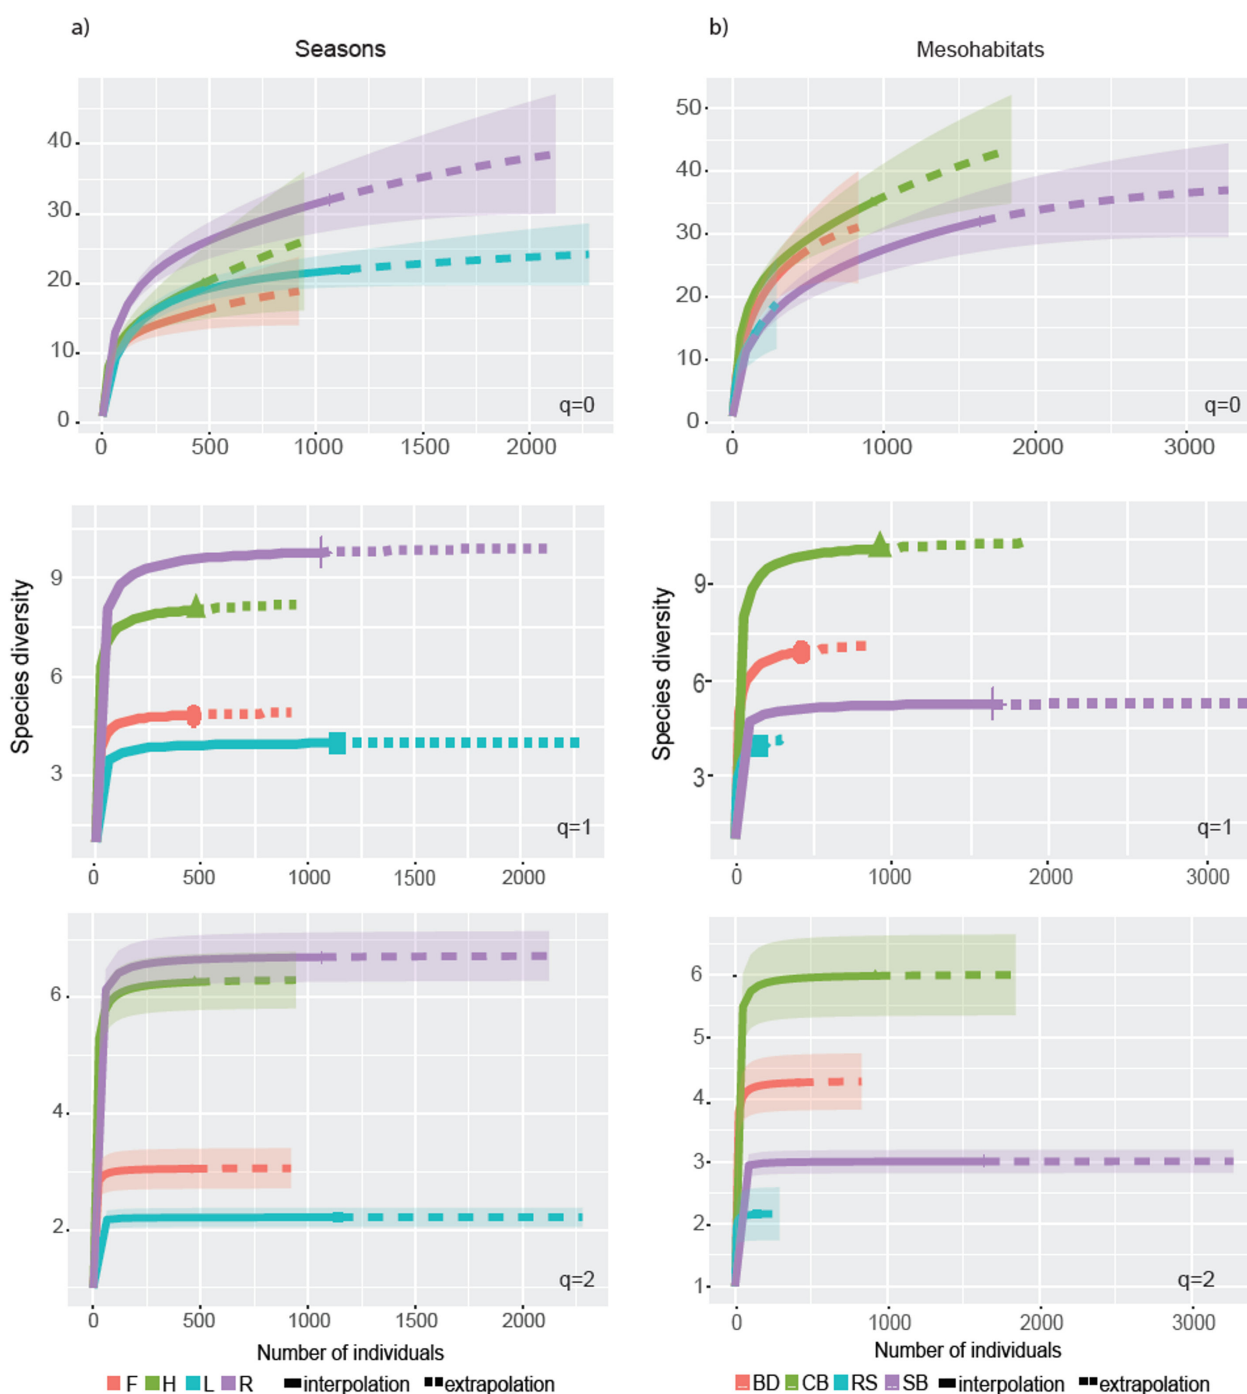 a)
Seasons
40
30
20
10
0
q=0
0 500 1000 1500 2000
b)
Mesohabitats
50
40
30
20
10
0
q=0
0 1000 2000 3000
Species diversity
9
6
3
q=1
0 500 1000 1500 2000
Species diversity
9
6
3
q=1
0 1000 2000 3000
6
4
2
q=2
0 500 1000 1500 2000
Number of individuals
F H L R interpolation extrapolation
6
5
4
3
2
1
q=2
0 1000 2000 3000
Number of individuals
BD CB RS SB interpolation extrapolation